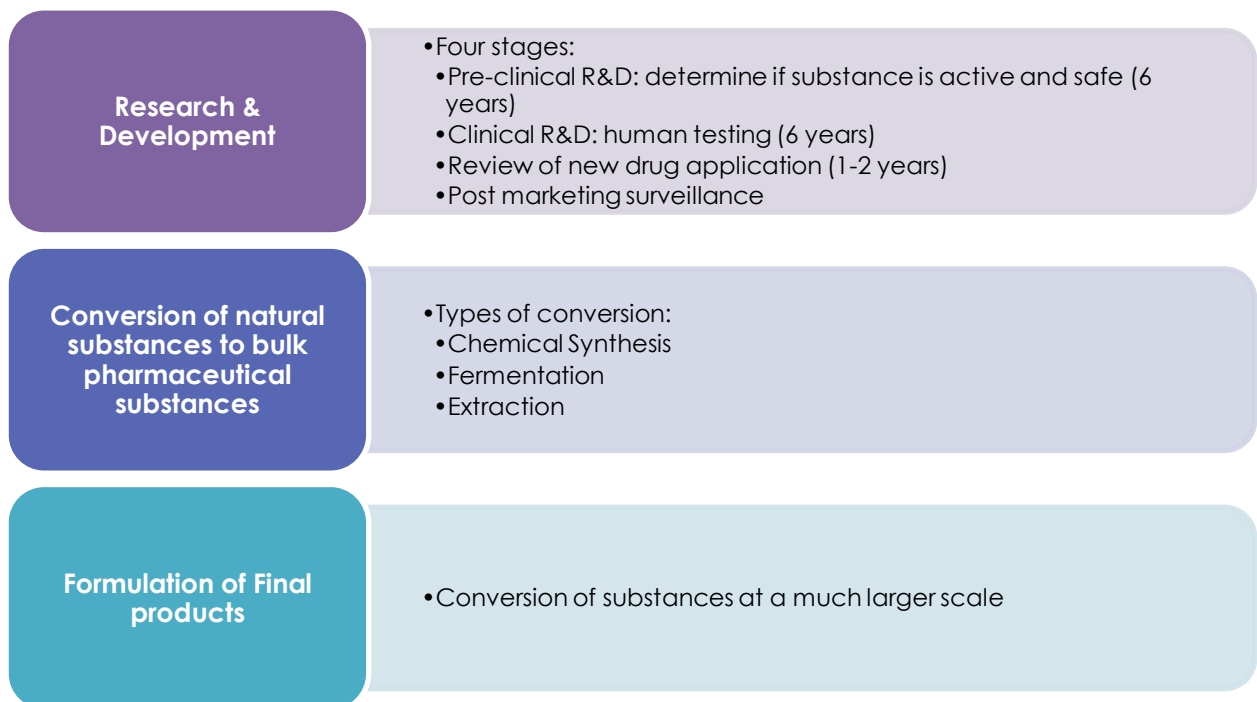 Research &
Development
•Four stages:
•Pre-clinical R&D: determine if substance is active and safe (6
years)
•Clinical R&D: human testing (6 years)
•Review of new drug application (1-2 years)
•Post marketing surveillance
Conversion of natural
substances to bulk
pharmaceutical
substances
•Types of conversion:
•Chemical Synthesis
•Fermentation
•Extraction
Formulation of Final
products
•Conversion of substances at a much larger scale